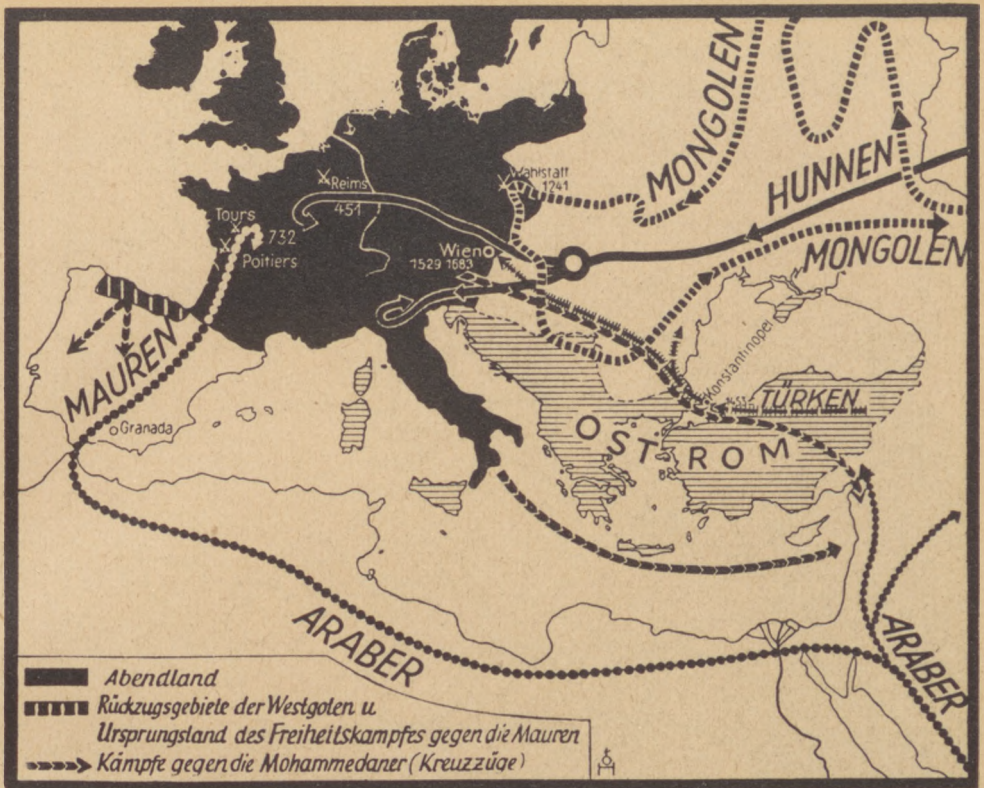 MONGOLEN
HUNNEN
MONGOLEN
Wahlstatt
1241
Reims
451
Tours
732
Poitiers
Wien
1529 1683
MAUREN
Granada
Konstantinopel
TÜRKEN
OST-ROM
ARABER
ARABER
Abendland
Rückzugsgebiete der Westgoten u
Ursprungsland des Freiheitskampfes gegen die Mauren
Kämpfe gegen die Mohammedaner (Kreuzzüge)